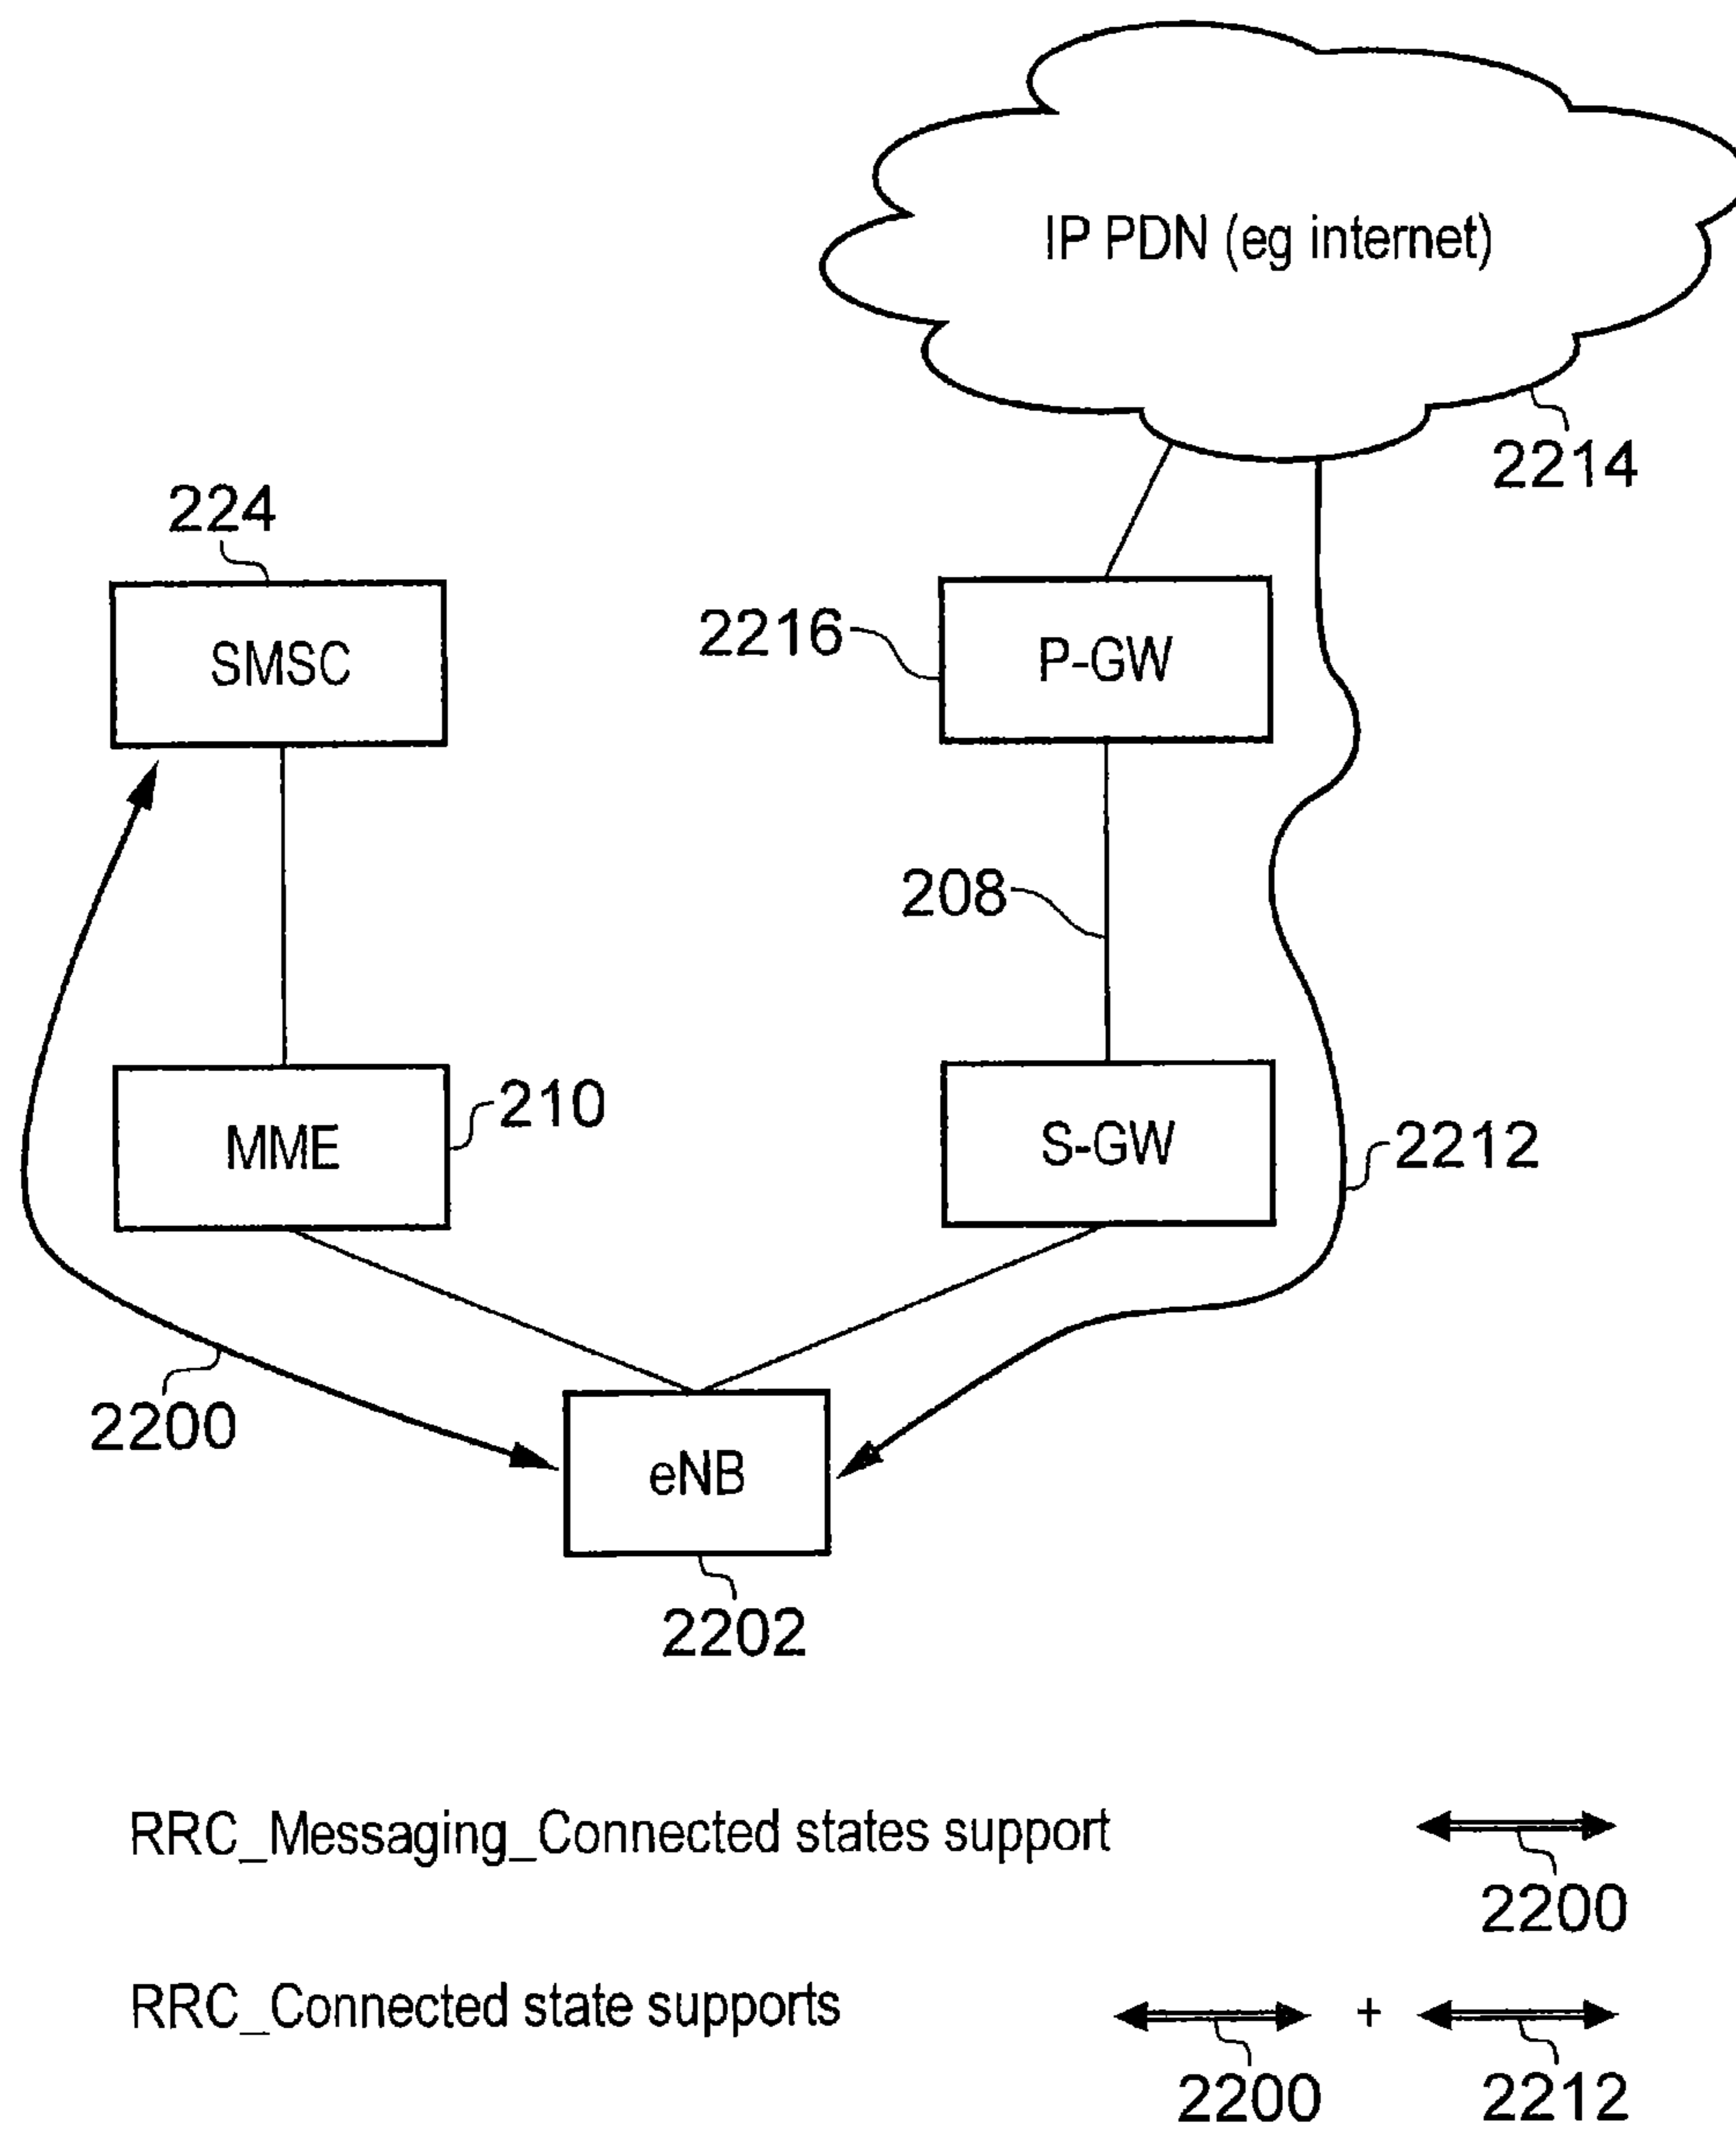 IP PDN (eg internet)
2214
224
SMSC
2216
P-GW
208
MME
210
S-GW
2212
2200
eNB
2202
RRC_Messaging_Connected states support
2200
RRC_Connected state supports
+
2200
2212